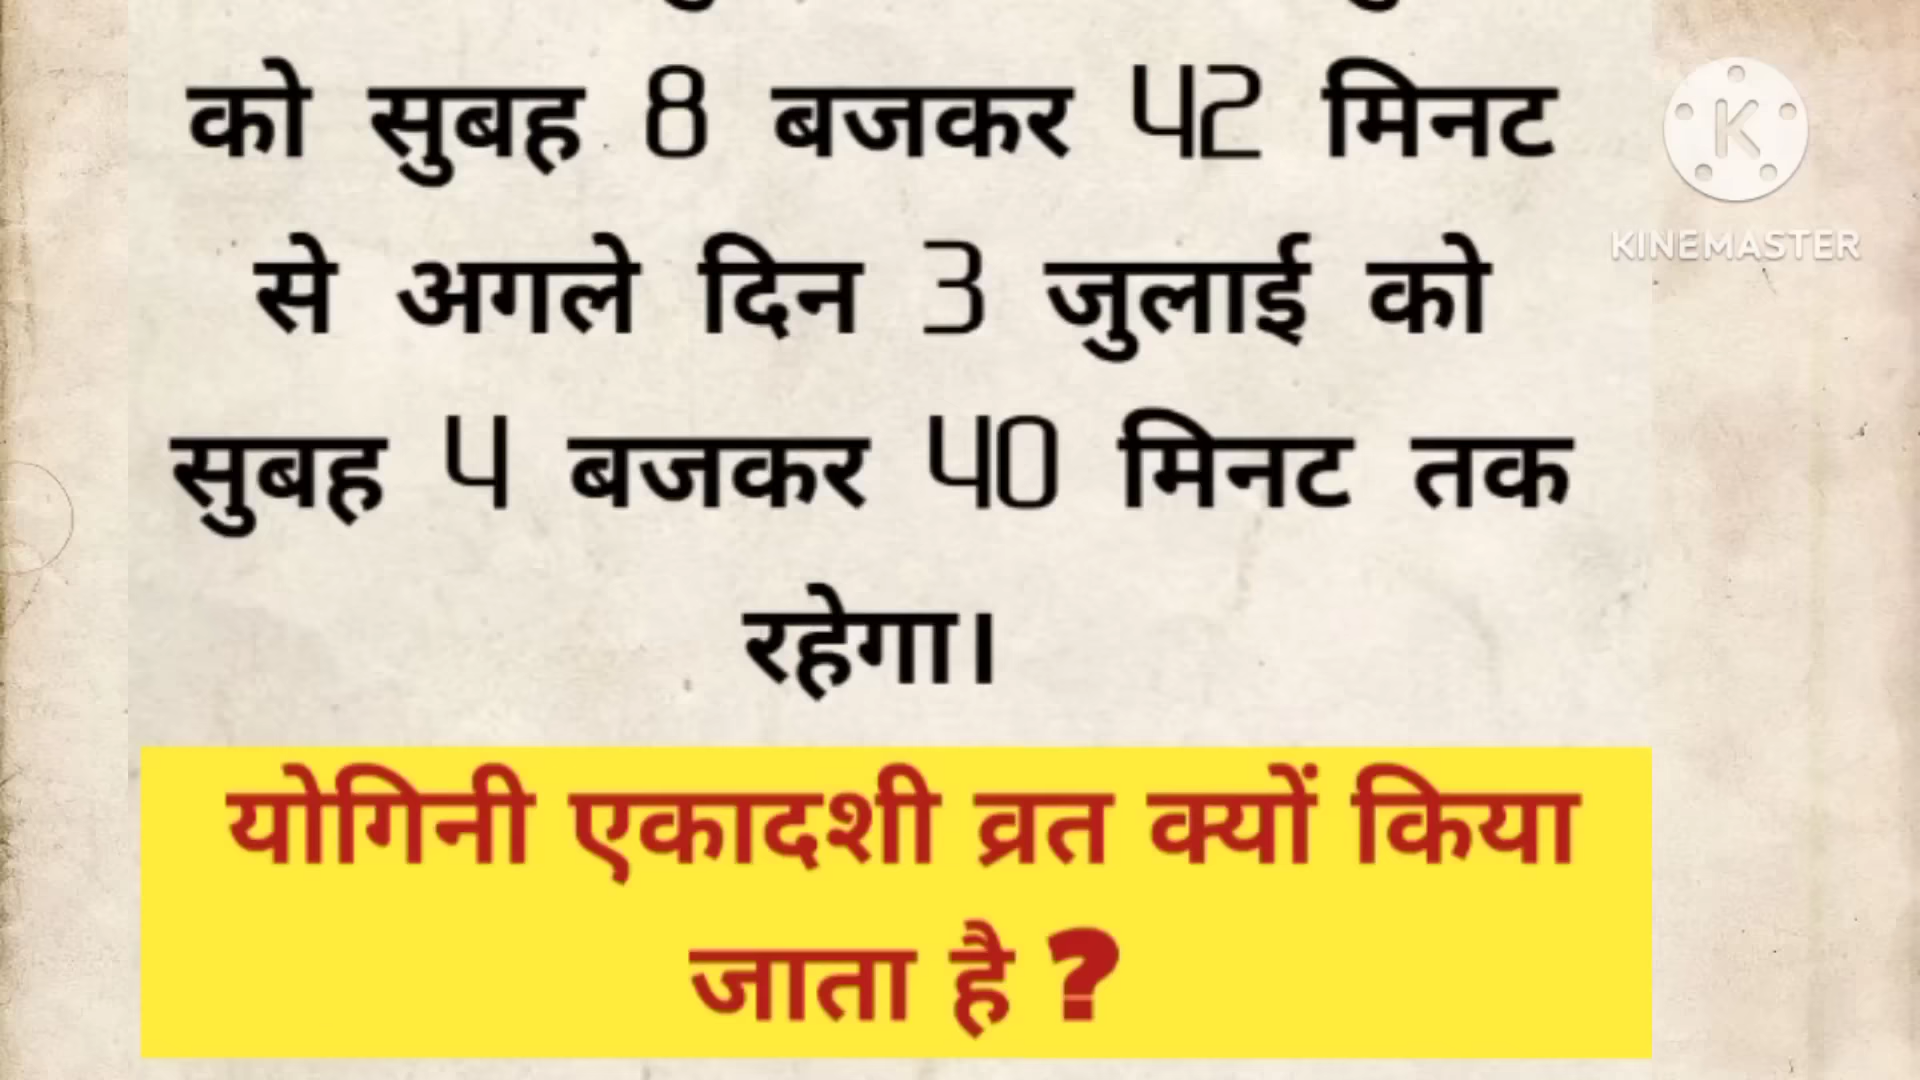 को सुबह 8 बजकर 42 मिनट
से अगले दिन 3 जुलाई को
सुबह 4 बजकर 40 मिनट तक
रहेगा।
योगिनी एकादशी व्रत क्यों किया
जाता है ?
K
KINEMASTER